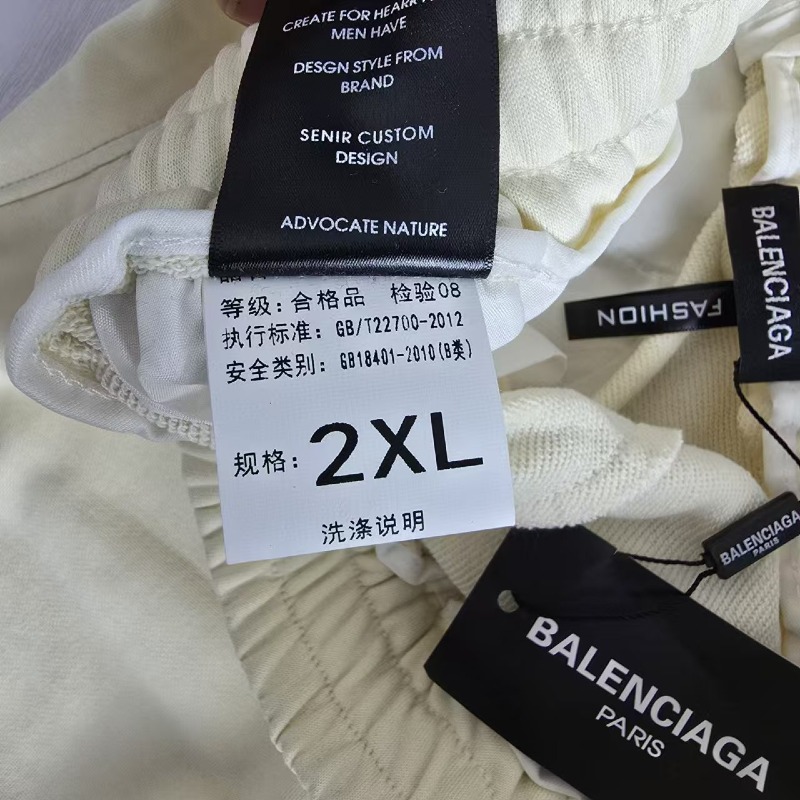 CREATE FOR HEARRY
MEN HAVE
DESGN STYLE FROM
BRAND
SENIR CUSTOM
DESIGN
ADVOCATE NATURE
等级: 合格品 检验08
执行标准: GB/T22700-2012
安全类别: GB18401-2010(B类)
规格: 2XL
洗涤说明
BALENCIAGA
FASHION
BALENCIAGA
PARIS
BALENCIAGA
PARIS